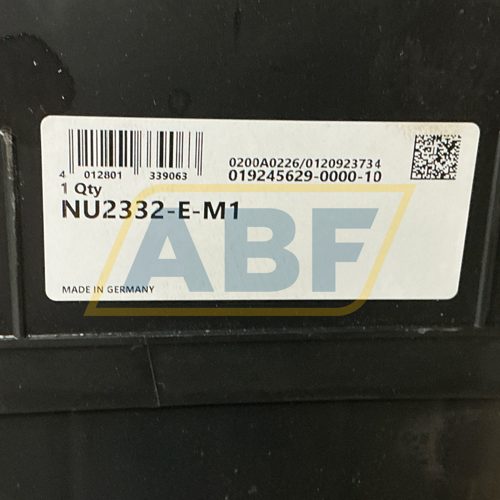 4 012801 339063
0200A0226/0120923734
019245629-0000-10
1 Qty
NU2332-E-M1
ABF
MADE IN GERMANY